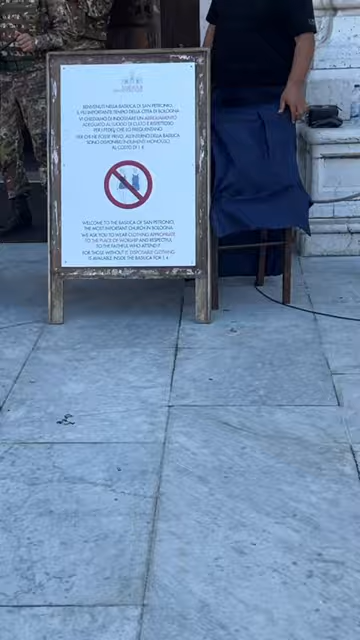 BENVENUTI NELLA BASILICA DI SAN PETRONIO,
IL PIÙ IMPORTANTE TEMPIO DELLA CITTÀ DI BOLOGNA
VI CHIEDIAMO DI INDOSSARE UN ABBIGLIAMENTO
ADEGUATO AL LUOGO DI CULTO E RISPETTOSO
PER I FEDELI CHE LO FREQUENTANO
PER CHI NE FOSSE PRIVO, ALL'INTERNO DELLA BASILICA
SONO DISPONIBILI INDUMENTI MONOUSO,
AL COSTO DI 1 €
WELCOME TO THE BASILICA OF SAN PETRONIO,
THE MOST IMPORTANT CHURCH IN BOLOGNA
WE ASK YOU TO WEAR CLOTHING APPROPRIATE
TO THE PLACE OF WORSHIP AND RESPECTFUL
TO THE FAITHFUL WHO ATTEND IT
FOR THOSE WITHOUT IT, DISPOSABLE CLOTHING
IS AVAILABLE INSIDE THE BASILICA FOR 1 €